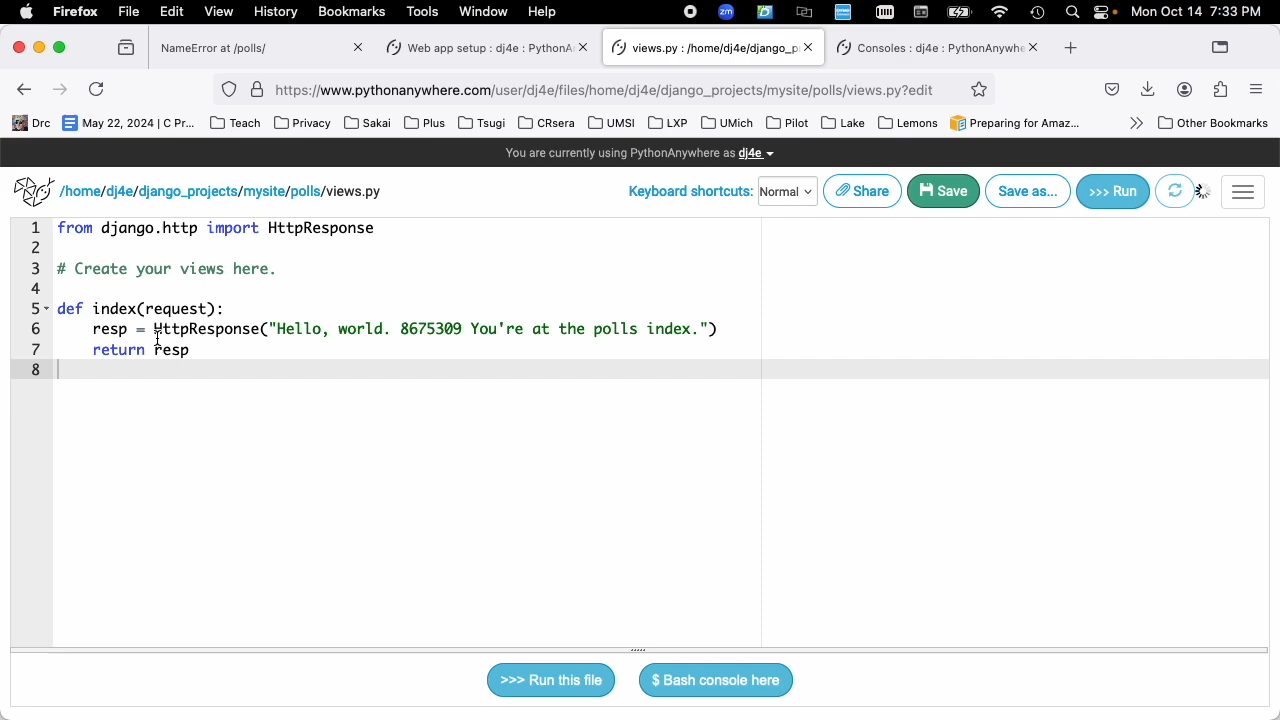 Firefox File Edit View History Bookmarks Tools Window Help zm Mon Oct 14 7:33 PM
NameError at /polls/ Web app setup : dj4e : PythonA views.py : /home/dj4e/django_p Consoles : dj4e : PythonAnywhe
https://www.pythonanywhere.com/user/dj4e/files/home/dj4e/django_projects/mysite/polls/views.py?edit
Drc May 22, 2024 | C Pr... Teach Privacy Sakai Plus Tsugi CRsera UMSI LXP UMich Pilot Lake Lemons Preparing for Amaz... Other Bookmarks
You are currently using PythonAnywhere as dj4e
/home/dj4e/django_projects/mysite/polls/views.py Keyboard shortcuts: Normal Share Save Save as... >>> Run
1 from django.http import HttpResponse
2
3 # Create your views here.
4
5 def index(request):
6 resp = HttpResponse("Hello, world. 8675309 You're at the polls index.")
7 return resp
8
>>> Run this file $ Bash console here